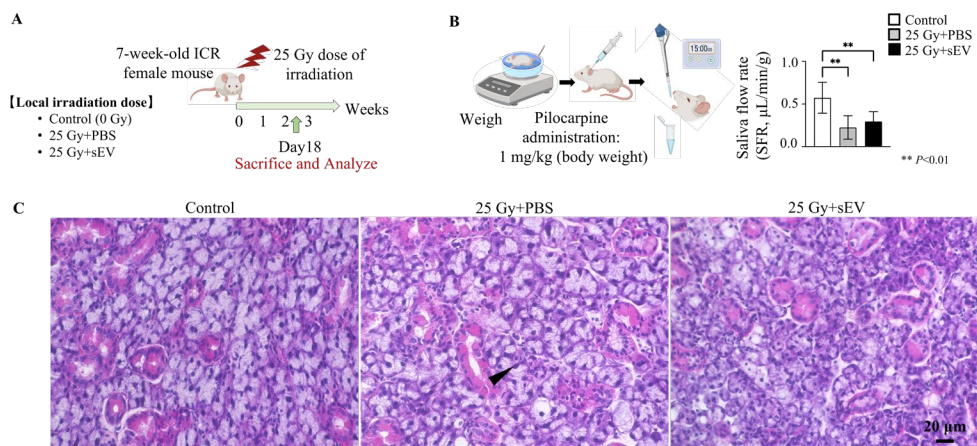 A
7-week-old ICR
female mouse
25 Gy dose of
irradiation
【Local irradiation dose】
• Control (0 Gy)
• 25 Gy+PBS
• 25 Gy+sEV
0 1 2 3
Weeks
Day18
Sacrifice and Analyze
B
Weigh
Pilocarpine
administration:
1 mg/kg (body weight)
15:00
Control
25 Gy+PBS
25 Gy+sEV
Saliva flow rate
(SFR, μL/min/g)
1.0
0.5
0.0
**
**
** P<0.01
C
Control
25 Gy+PBS
25 Gy+sEV
20 μm